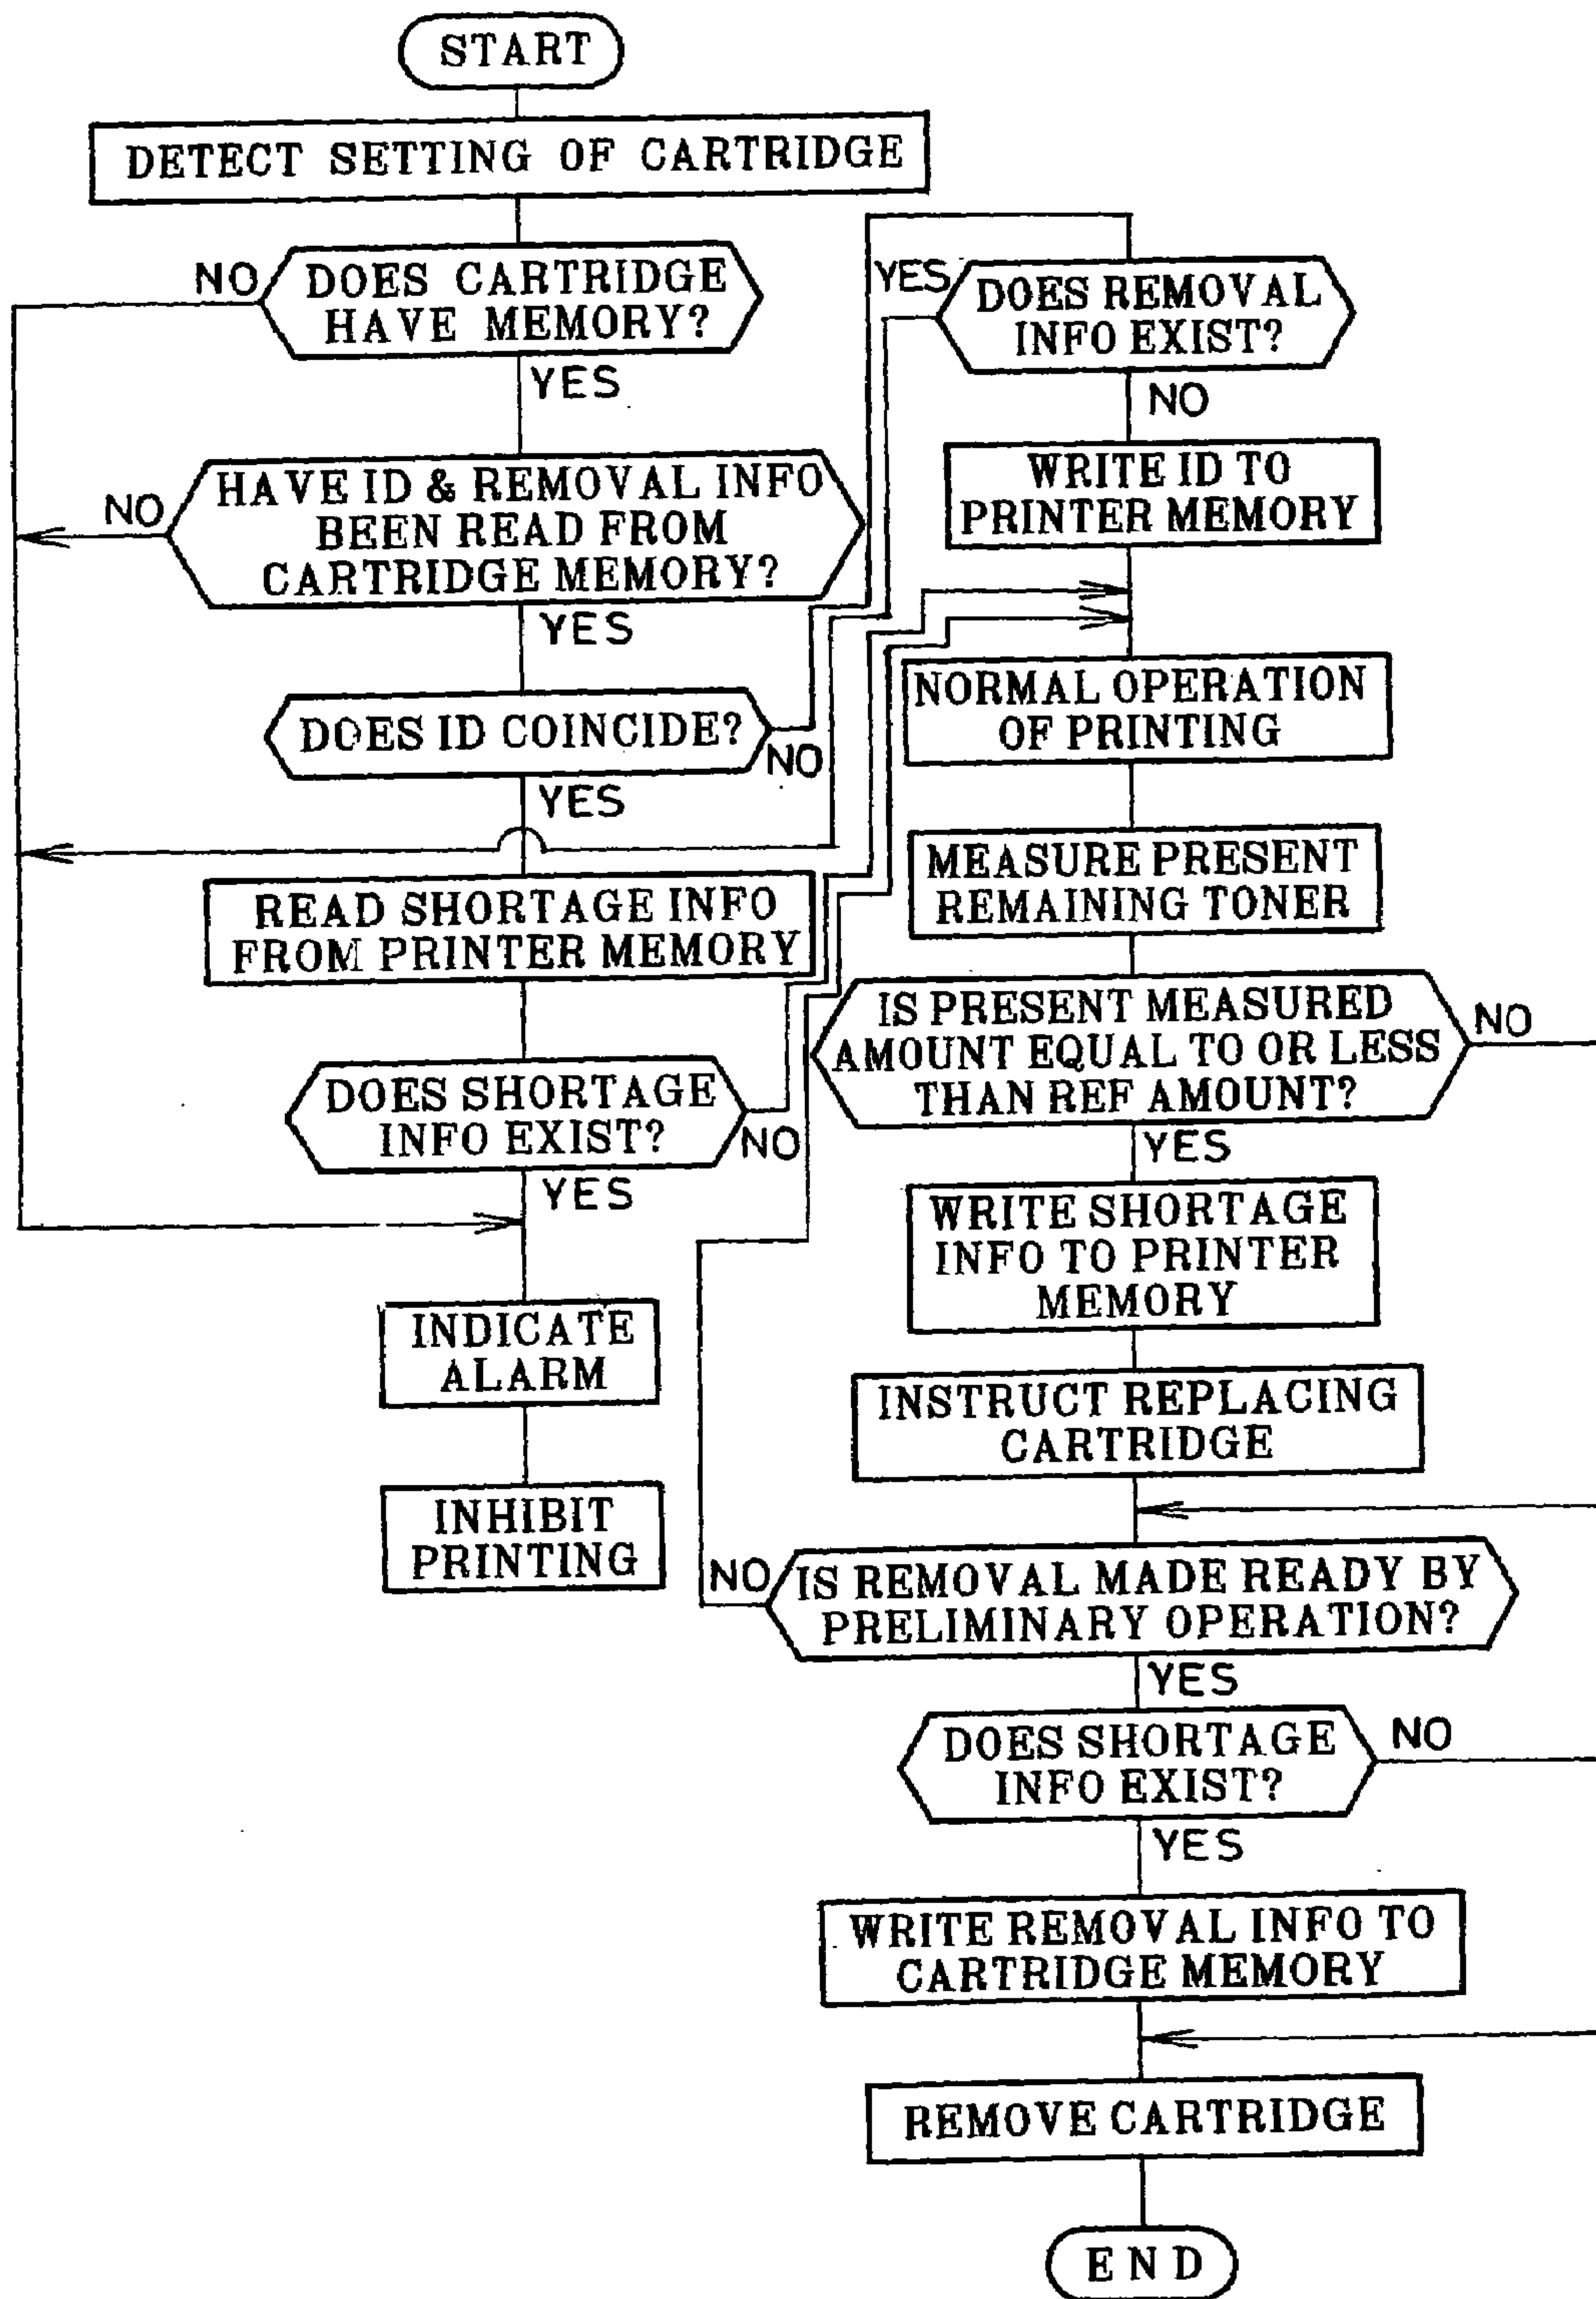 START
DETECT SETTING OF CARTRIDGE
NO
DOES CARTRIDGE
HAVE MEMORY?
YES
NO
HAVE ID & REMOVAL INFO
BEEN READ FROM
CARTRIDGE MEMORY?
YES
DOES ID COINCIDE?
NO
YES
READ SHORTAGE INFO
FROM PRINTER MEMORY
DOES SHORTAGE
INFO EXIST?
NO
YES
INDICATE
ALARM
INHIBIT
PRINTING
YES
DOES REMOVAL
INFO EXIST?
NO
WRITE ID TO
PRINTER MEMORY
NORMAL OPERATION
OF PRINTING
MEASURE PRESENT
REMAINING TONER
IS PRESENT MEASURED
AMOUNT EQUAL TO OR LESS
THAN REF AMOUNT?
NO
YES
WRITE SHORTAGE
INFO TO PRINTER
MEMORY
INSTRUCT REPLACING
CARTRIDGE
NO
IS REMOVAL MADE READY BY
PRELIMINARY OPERATION?
YES
DOES SHORTAGE
INFO EXIST?
NO
YES
WRITE REMOVAL INFO TO
CARTRIDGE MEMORY
REMOVE CARTRIDGE
END